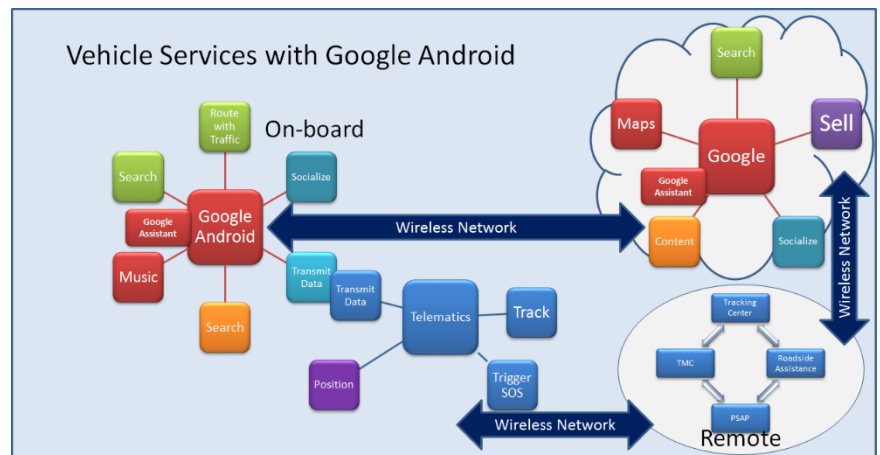 Vehicle Services with Google Android
On-board
Route
with
Traffic
Search
Socialize
Google
Assistant
Google
Android
Music
Transmit
Data
Search
Wireless Network
Search
Maps
Sell
Google
Google
Assistant
Content
Socialize
Wireless Network
Transmit
Data
Telematics
Track
Position
Trigger
SOS
Wireless Network
Tracking
Center
TMC
Roadside
Assistance
PSAP
Remote